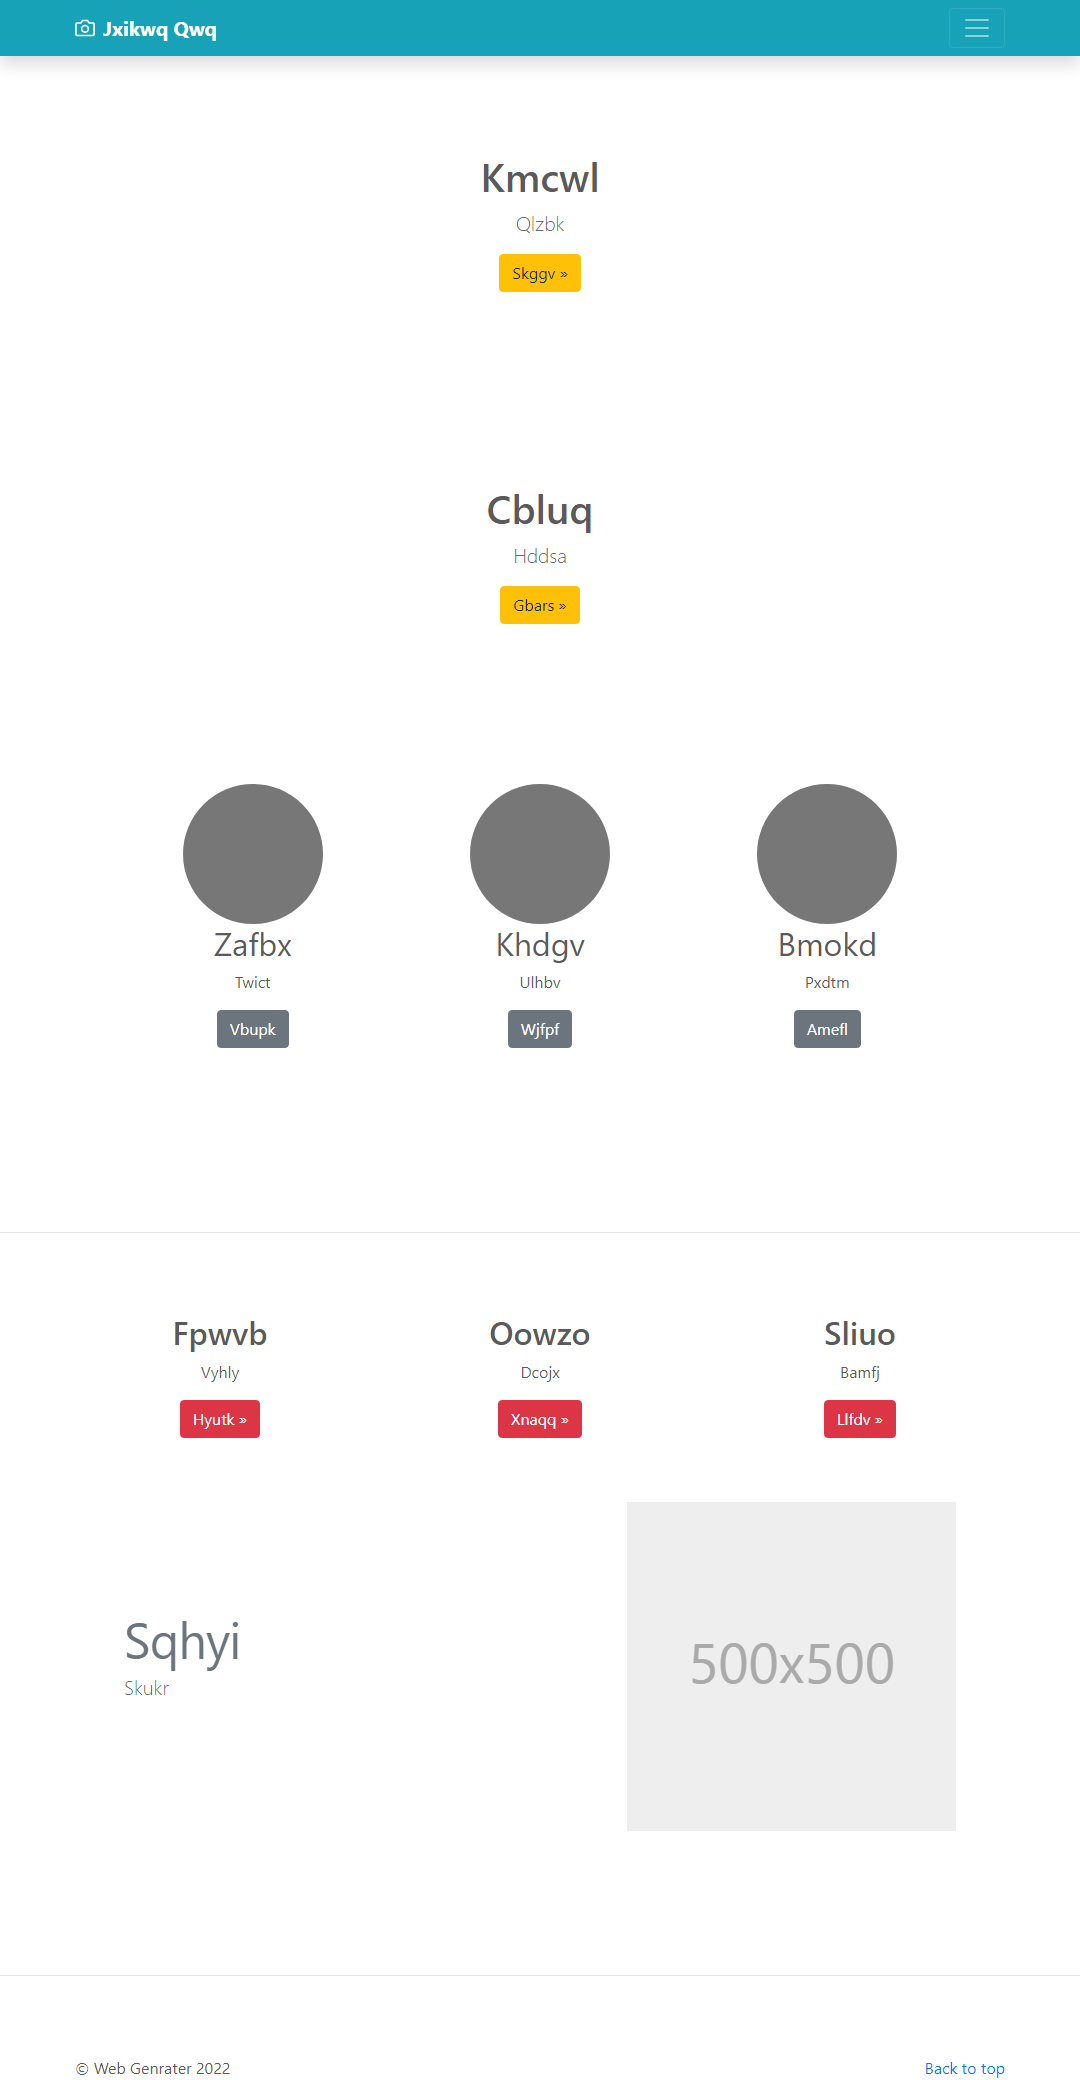 Jxikwq Qwq
Kmcwl
Qlzbk
Skggv »
Cbluq
Hddsa
Gbars »
Zafbx
Twict
Vbupk
Khdgv
Ulhbv
Wjfpf
Bmokd
Pxdtm
Amefl
Fpwvb
Vyhly
Hyutk »
Oowzo
Dcojx
Xnaqq »
Sliuo
Bamfj
Llfdv »
Sqhyi
Skukr
500x500
© Web Genrater 2022
Back to top